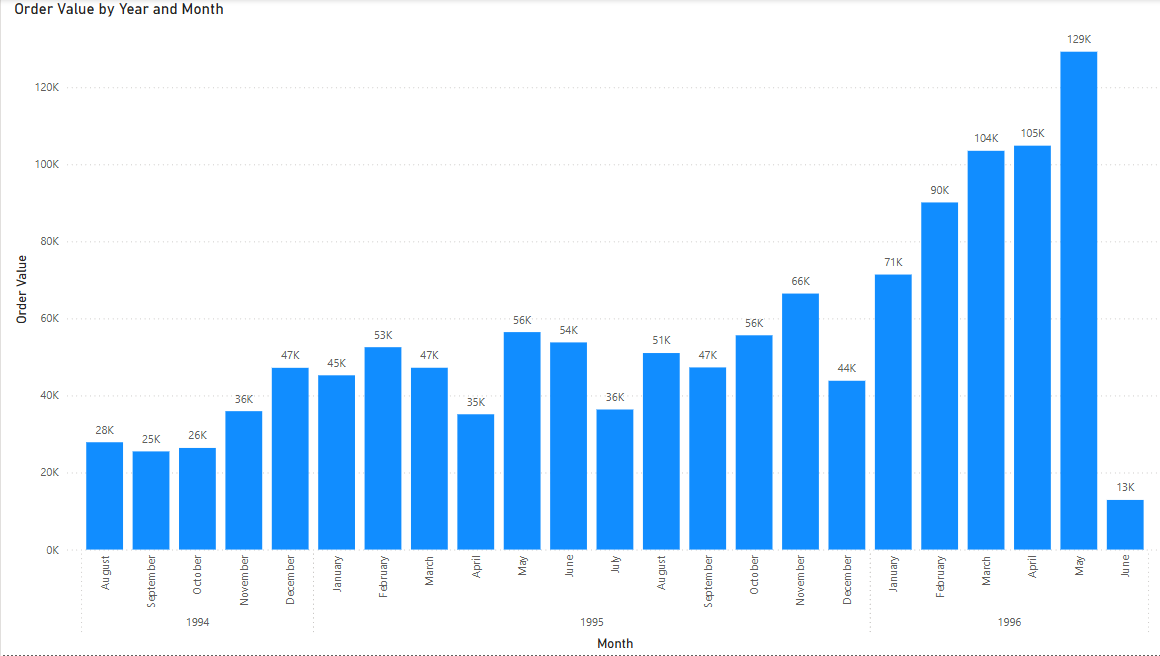 Order Value by Year and Month
129K
120K
105K
104K
100K
90K
80K
71K
66K
60K
56K
56K
54K
53K
51K
47K
47K
47K
45K
44K
40K
36K
36K
35K
28K
26K
25K
20K
13K
0K
Order Value
August
September
October
November
December
January
February
March
April
May
June
July
August
September
October
November
December
January
February
March
April
May
June
1994
1995
1996
Month